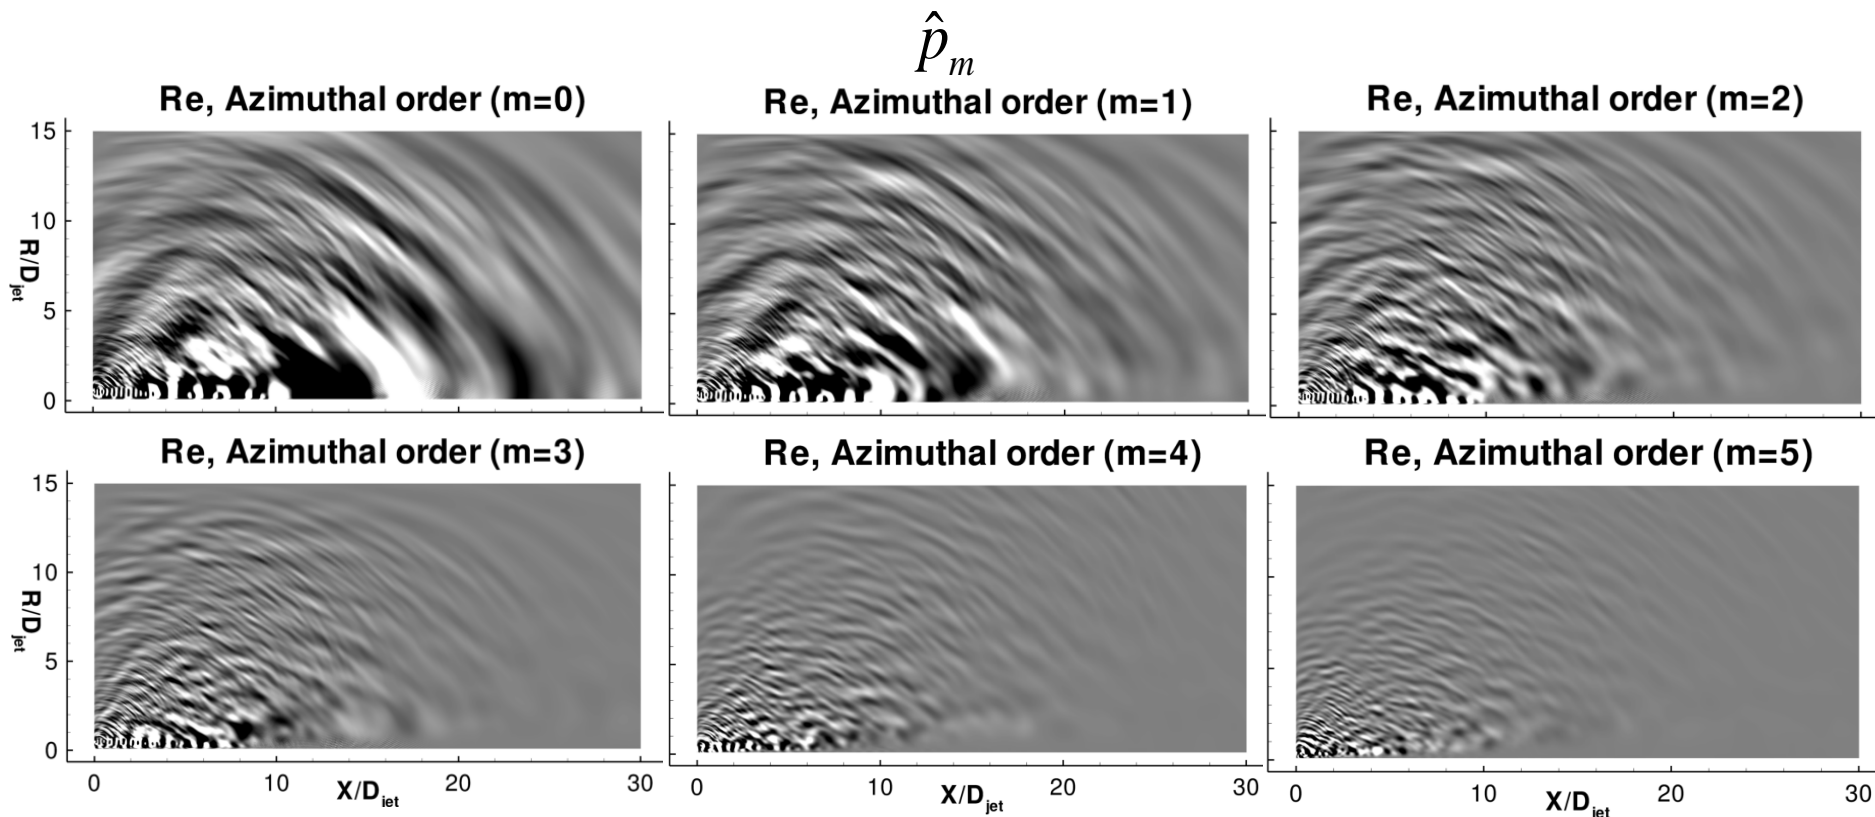 p̂m
Re, Azimuthal order (m=0)
Re, Azimuthal order (m=1)
Re, Azimuthal order (m=2)
15
10
5
0
R/Djet
Re, Azimuthal order (m=3)
Re, Azimuthal order (m=4)
Re, Azimuthal order (m=5)
15
10
5
0
R/Djet
0 10 20 30
X/Djet
0 10 20 30
X/Djet
0 10 20 30
X/Djet